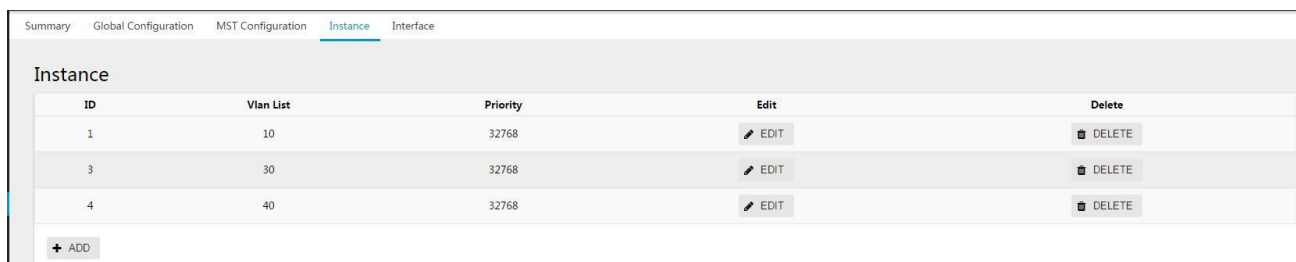 Summary Global Configuration MST Configuration Instance Interface
Instance
ID Vlan List Priority Edit Delete
1 10 32768 EDIT DELETE
3 30 32768 EDIT DELETE
4 40 32768 EDIT DELETE
+ ADD